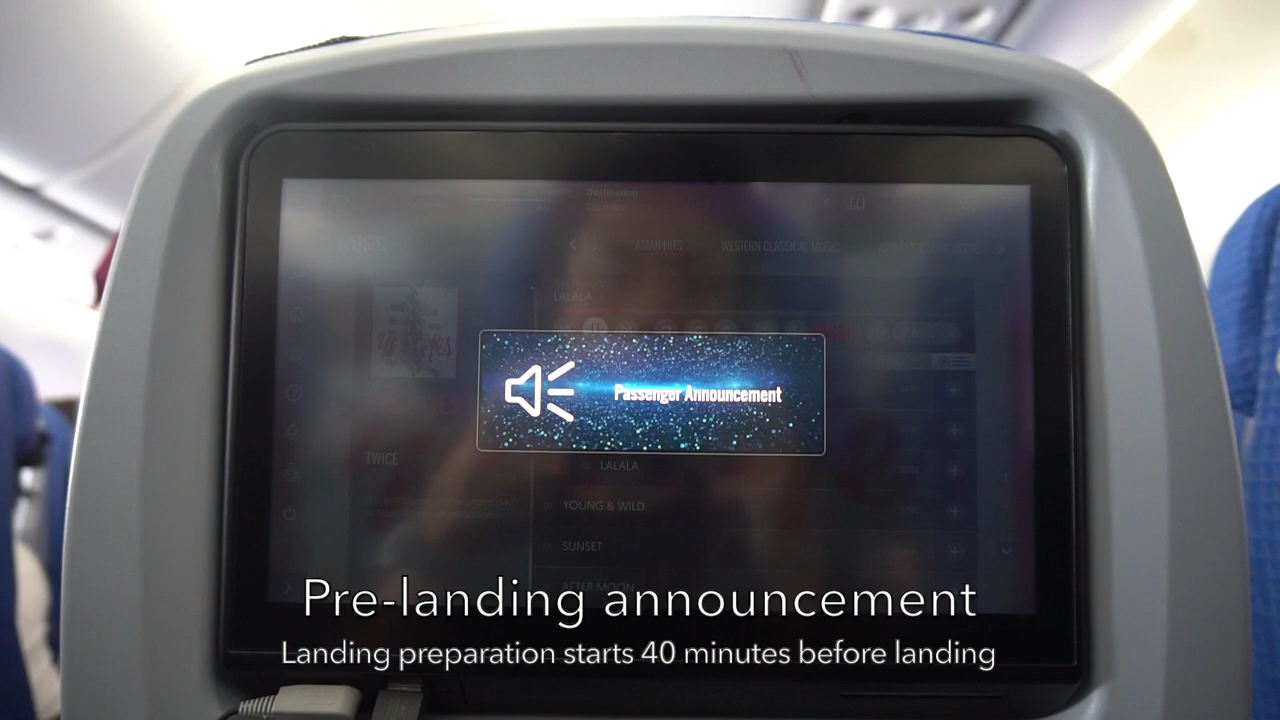 Destination
MUSIC
ASIAN HITS
WESTERN CLASSICAL MUSIC
LALALA
Passenger Announcement
TWICE
LALALA
YOUNG & WILD
SUNSET
AFTER MOON
Pre-landing announcement
Landing preparation starts 40 minutes before landing